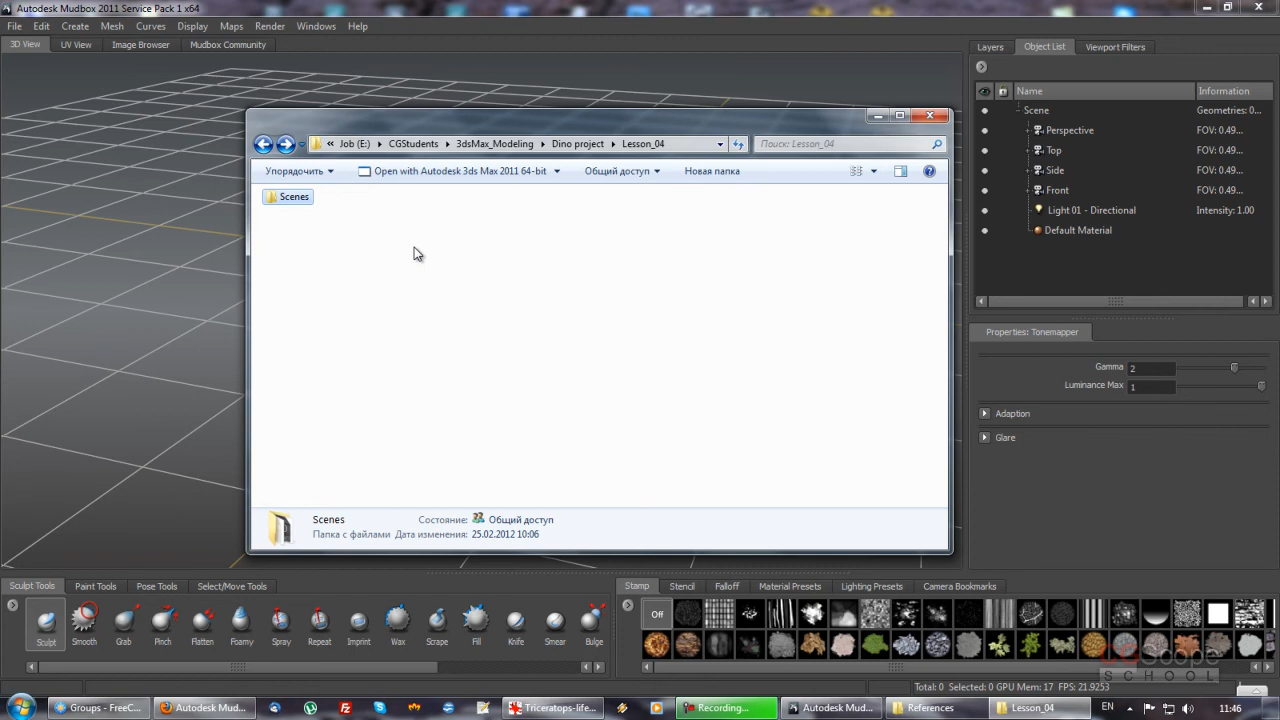 Autodesk Mudbox 2011 Service Pack 1 x64
File Edit Create Mesh Curves Display Maps Render Windows Help
3D View UV View Image Browser Mudbox Community
Layers Object List Viewport Filters
Name Information
Scene Geometries: 0...
Perspective FOV: 0.49...
Top FOV: 0.49...
Side FOV: 0.49...
Front FOV: 0.49...
Light 01 - Directional Intensity: 1.00
Default Material
Job (E:) CGStudents 3dsMax_Modeling Dino project Lesson_04
Поиск: Lesson_04
Упорядочить Open with Autodesk 3ds Max 2011 64-bit Общий доступ Новая папка
Scenes
Scenes Состояние: Общий доступ
Папка с файлами Дата изменения: 25.02.2012 10:06
Properties: Tonemapper
Gamma 2
Luminance Max 1
Adaption
Glare
Sculpt Tools Paint Tools Pose Tools Select/Move Tools
Sculpt Smooth Grab Pinch Flatten Foamy Spray Repeat Imprint Wax Scrape Fill Knife Smear Bulge
Stamp Stencil Falloff Material Presets Lighting Presets Camera Bookmarks
Off
CGScope
SCHOOL
Total: 0 Selected: 0 GPU Mem: 17 FPS: 21.9253
Groups - FreeC... Autodesk Mud... Triceratops-life... Recording... Autodesk Mud... References Lesson_04 EN 11:46